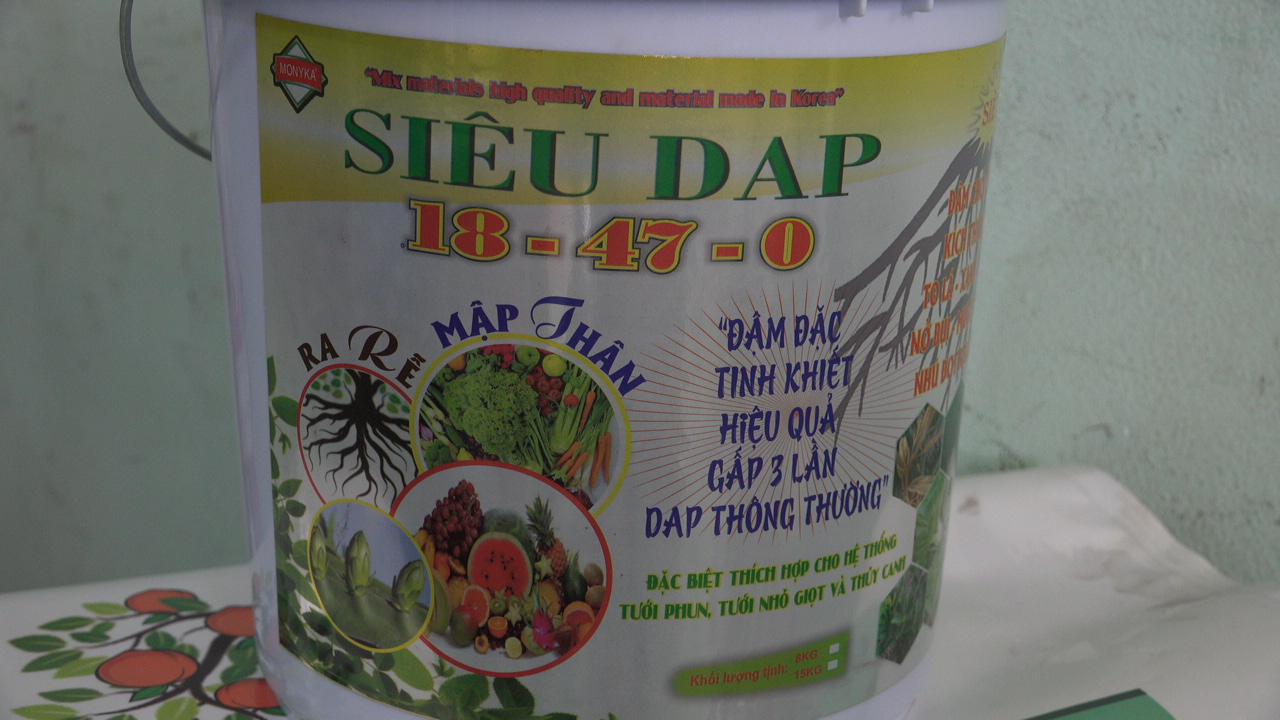 MONYKA
"Mix materials high quality and material made in Korea"
SIÊU DAP
18 - 47 - 0
RA RỄ
MẬP THÂN
"ĐẬM ĐẶC
TINH KHIẾT
HIỆU QUẢ
GẤP 3 LẦN
DAP THÔNG THƯỜNG"
ĐẶC BIỆT THÍCH HỢP CHO HỆ THỐNG
TƯỚI PHUN, TƯỚI NHỎ GIỌT VÀ THỦY CANH
Khối lượng tịnh: 8KG
15KG